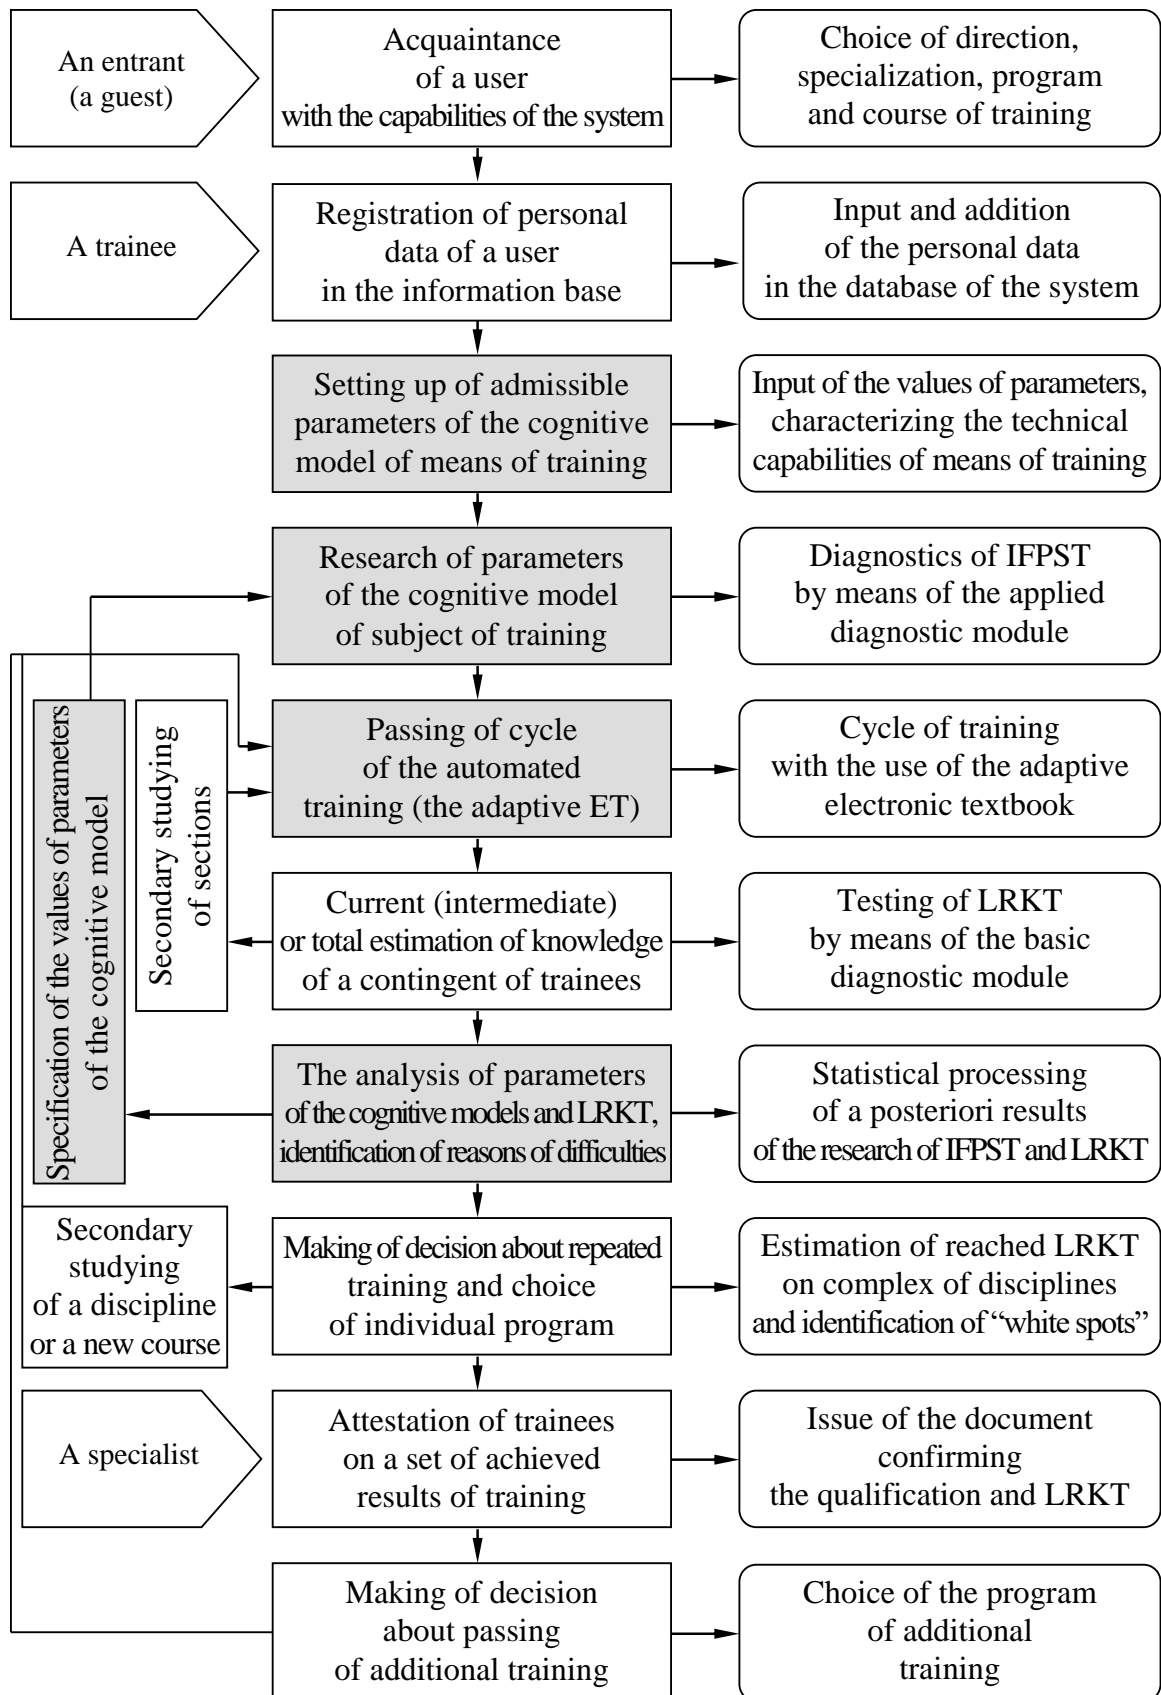 An entrant
(a guest)
Acquaintance
of a user
with the capabilities of the system
Choice of direction,
specialization, program
and course of training
A trainee
Registration of personal
data of a user
in the information base
Input and addition
of the personal data
in the database of the system
Setting up of admissible
parameters of the cognitive
model of means of training
Input of the values of parameters,
characterizing the technical
capabilities of means of training
Research of parameters
of the cognitive model
of subject of training
Diagnostics of IFPST
by means of the applied
diagnostic module
Specification of the values of parameters
of the cognitive model
Secondary studying
of sections
Passing of cycle
of the automated
training (the adaptive ET)
Cycle of training
with the use of the adaptive
electronic textbook
Current (intermediate)
or total estimation of knowledge
of a contingent of trainees
Testing of LRKT
by means of the basic
diagnostic module
The analysis of parameters
of the cognitive models and LRKT,
identification of reasons of difficulties
Statistical processing
of a posteriori results
of the research of IFPST and LRKT
Secondary
studying
of a discipline
or a new course
Making of decision about repeated
training and choice
of individual program
Estimation of reached LRKT
on complex of disciplines
and identification of “white spots”
A specialist
Attestation of trainees
on a set of achieved
results of training
Issue of the document
confirming
the qualification and LRKT
Making of decision
about passing
of additional training
Choice of the program
of additional
training